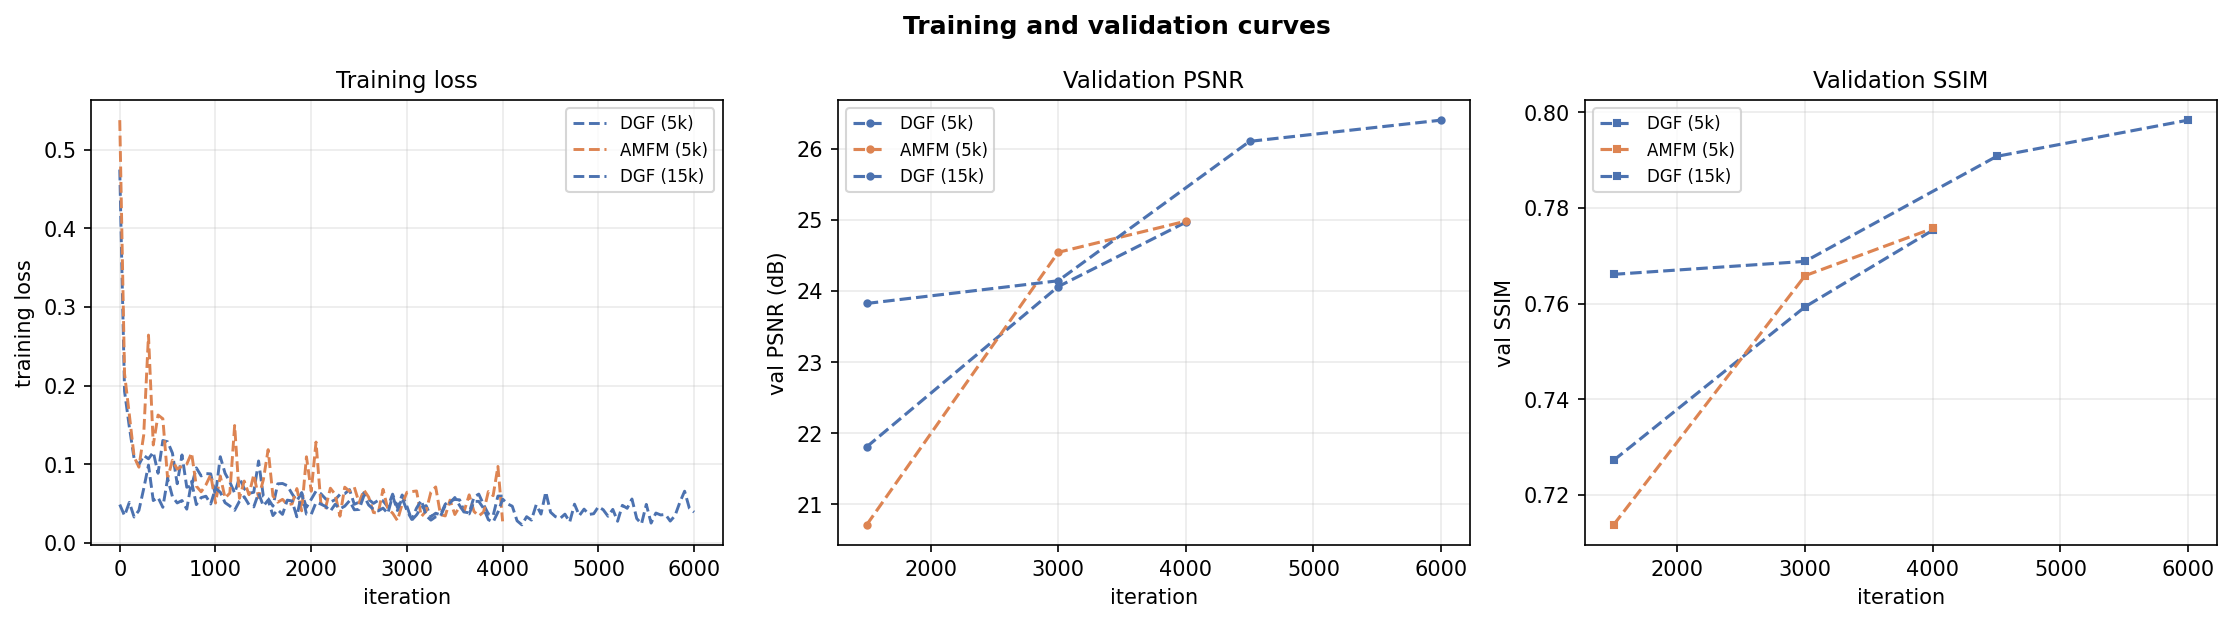 Training and validation curves
Training loss
0.5
0.4
0.3
0.2
0.1
0.0
training loss
0 1000 2000 3000 4000 5000 6000
iteration
DGF (5k)
AMFM (5k)
DGF (15k)
Validation PSNR
26
25
24
23
22
21
val PSNR (dB)
2000 3000 4000 5000 6000
iteration
DGF (5k)
AMFM (5k)
DGF (15k)
Validation SSIM
0.80
0.78
0.76
0.74
0.72
val SSIM
2000 3000 4000 5000 6000
iteration
DGF (5k)
AMFM (5k)
DGF (15k)